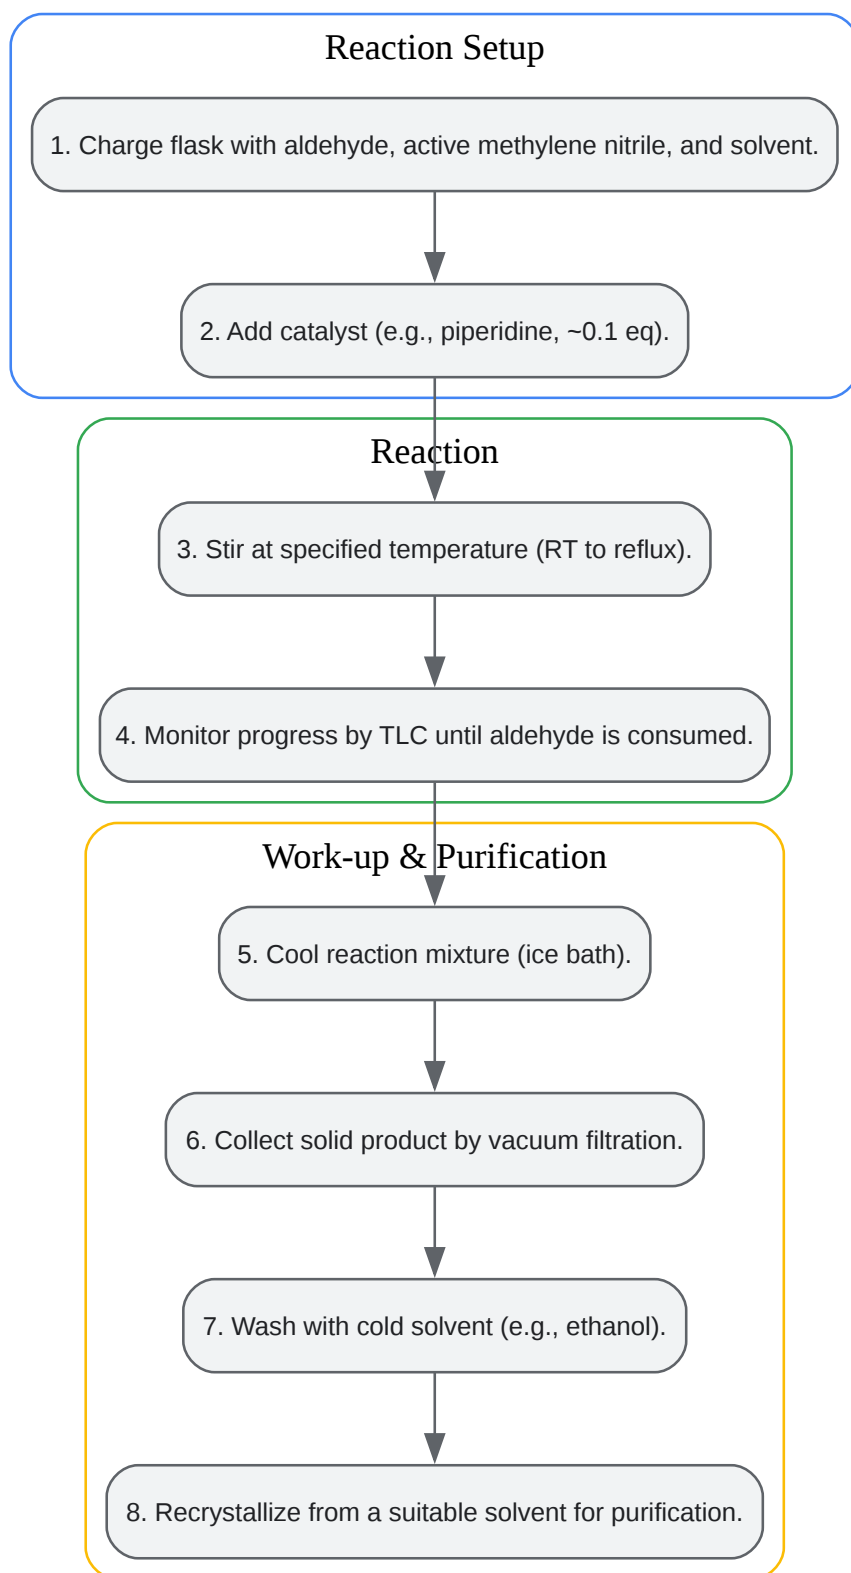 Reaction Setup
1. Charge flask with aldehyde, active methylene nitrile, and solvent.
2. Add catalyst (e.g., piperidine, ~0.1 eq).
Reaction
3. Stir at specified temperature (RT to reflux).
4. Monitor progress by TLC until aldehyde is consumed.
Work-up & Purification
5. Cool reaction mixture (ice bath).
6. Collect solid product by vacuum filtration.
7. Wash with cold solvent (e.g., ethanol).
8. Recrystallize from a suitable solvent for purification.